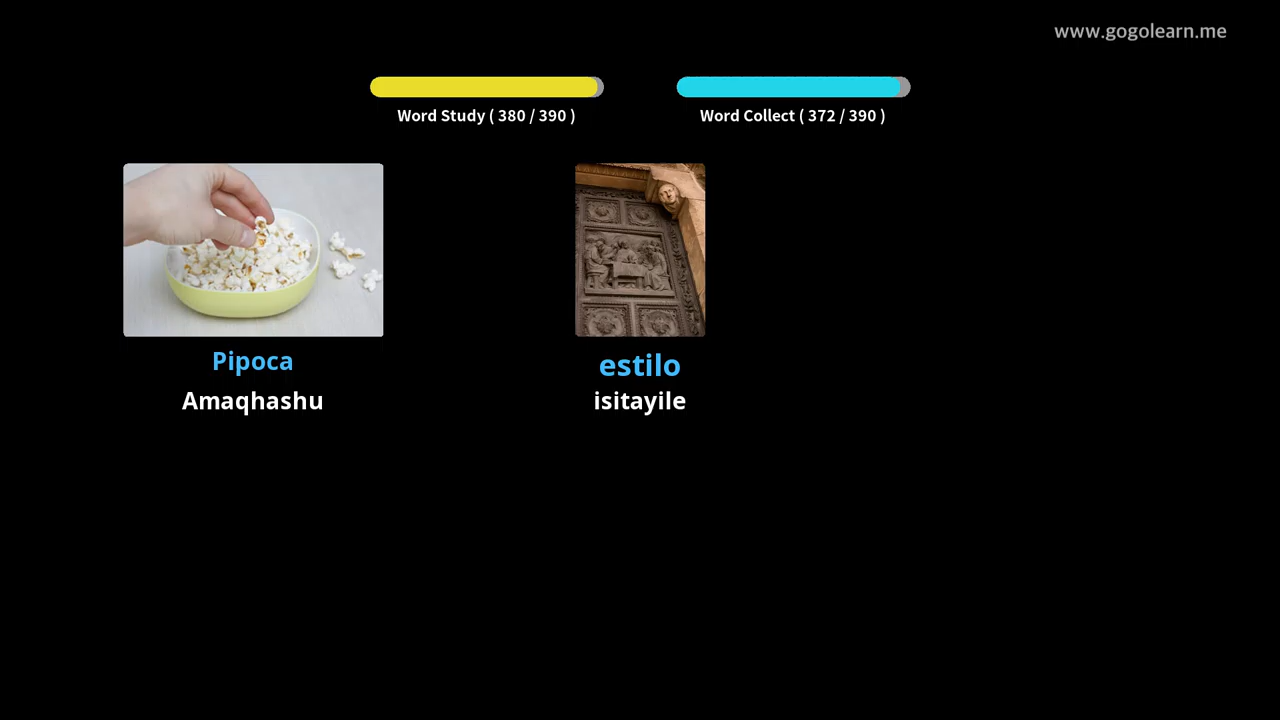 www.gogolearn.me
Word Study ( 380 / 390 )
Word Collect ( 372 / 390 )
Pipoca
Amaqhashu
estilo
isitayile